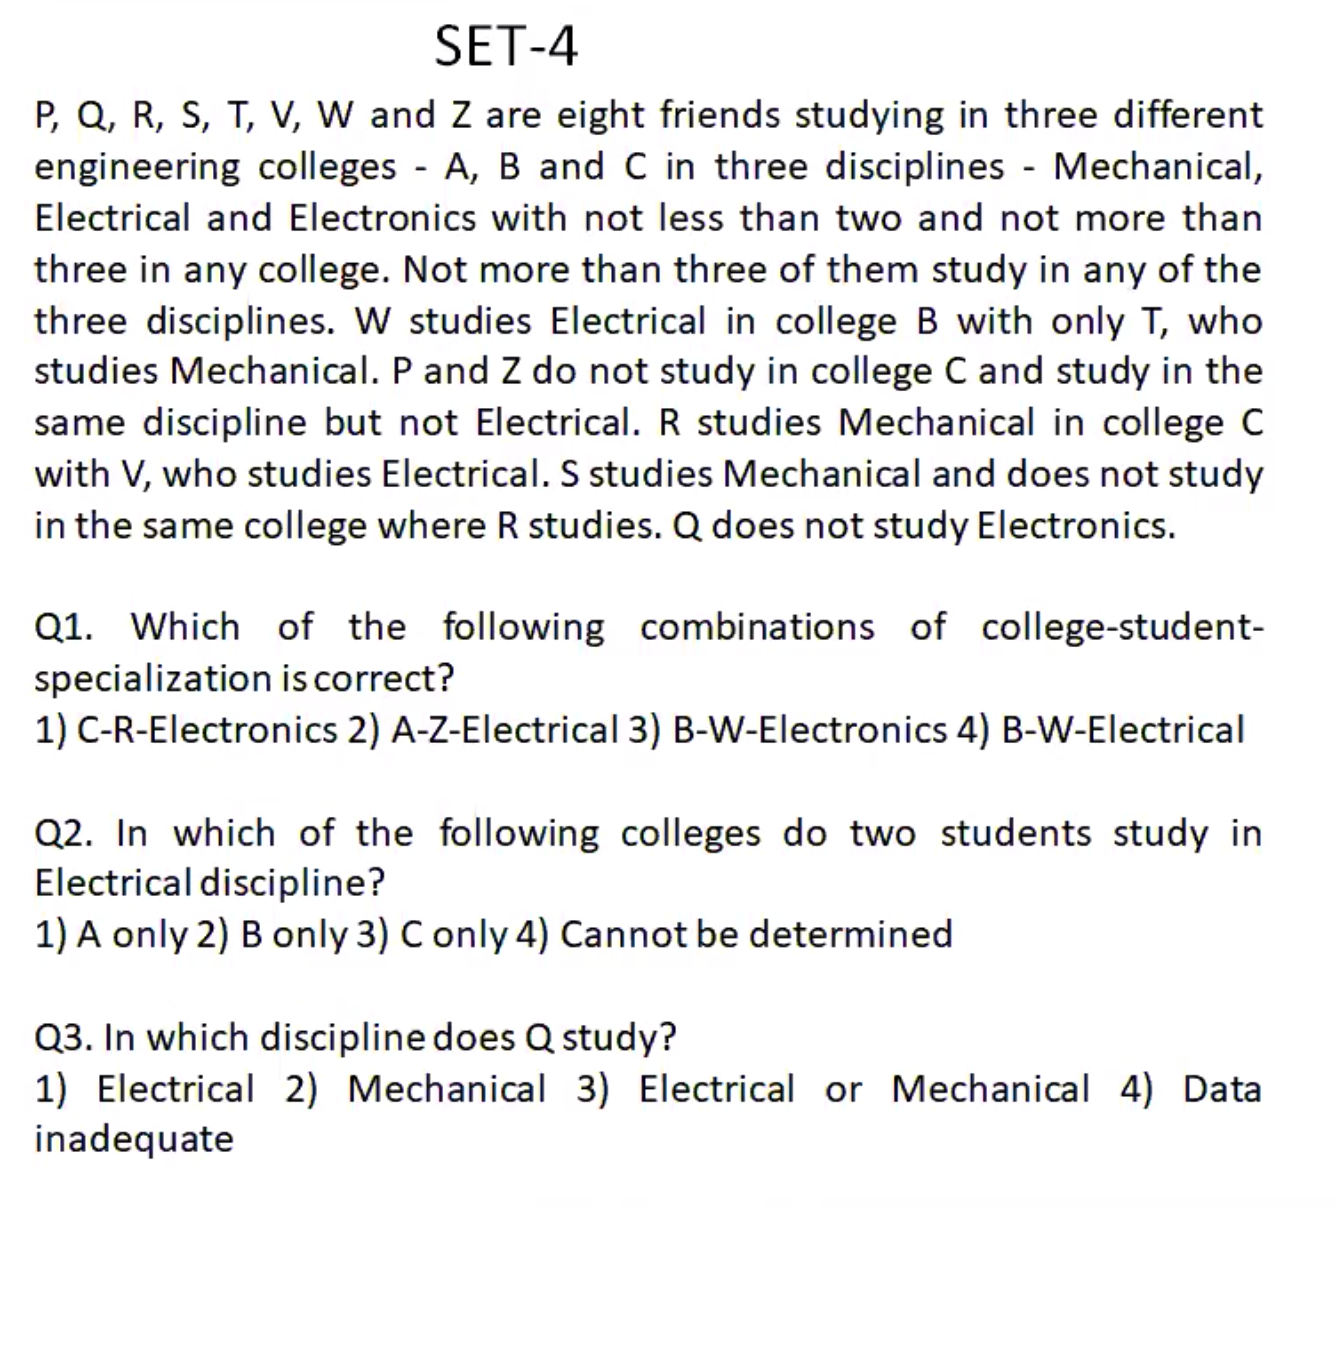 SET-4
P, Q, R, S, T, V, W and Z are eight friends studying in three different
engineering colleges - A, B and C in three disciplines - Mechanical,
Electrical and Electronics with not less than two and not more than
three in any college. Not more than three of them study in any of the
three disciplines. W studies Electrical in college B with only T, who
studies Mechanical. P and Z do not study in college C and study in the
same discipline but not Electrical. R studies Mechanical in college C
with V, who studies Electrical. S studies Mechanical and does not study
in the same college where R studies. Q does not study Electronics.
Q1. Which of the following combinations of college-student-
specialization is correct?
1) C-R-Electronics 2) A-Z-Electrical 3) B-W-Electronics 4) B-W-Electrical
Q2. In which of the following colleges do two students study in
Electrical discipline?
1) A only 2) B only 3) C only 4) Cannot be determined
Q3. In which discipline does Q study?
1) Electrical 2) Mechanical 3) Electrical or Mechanical 4) Data
inadequate